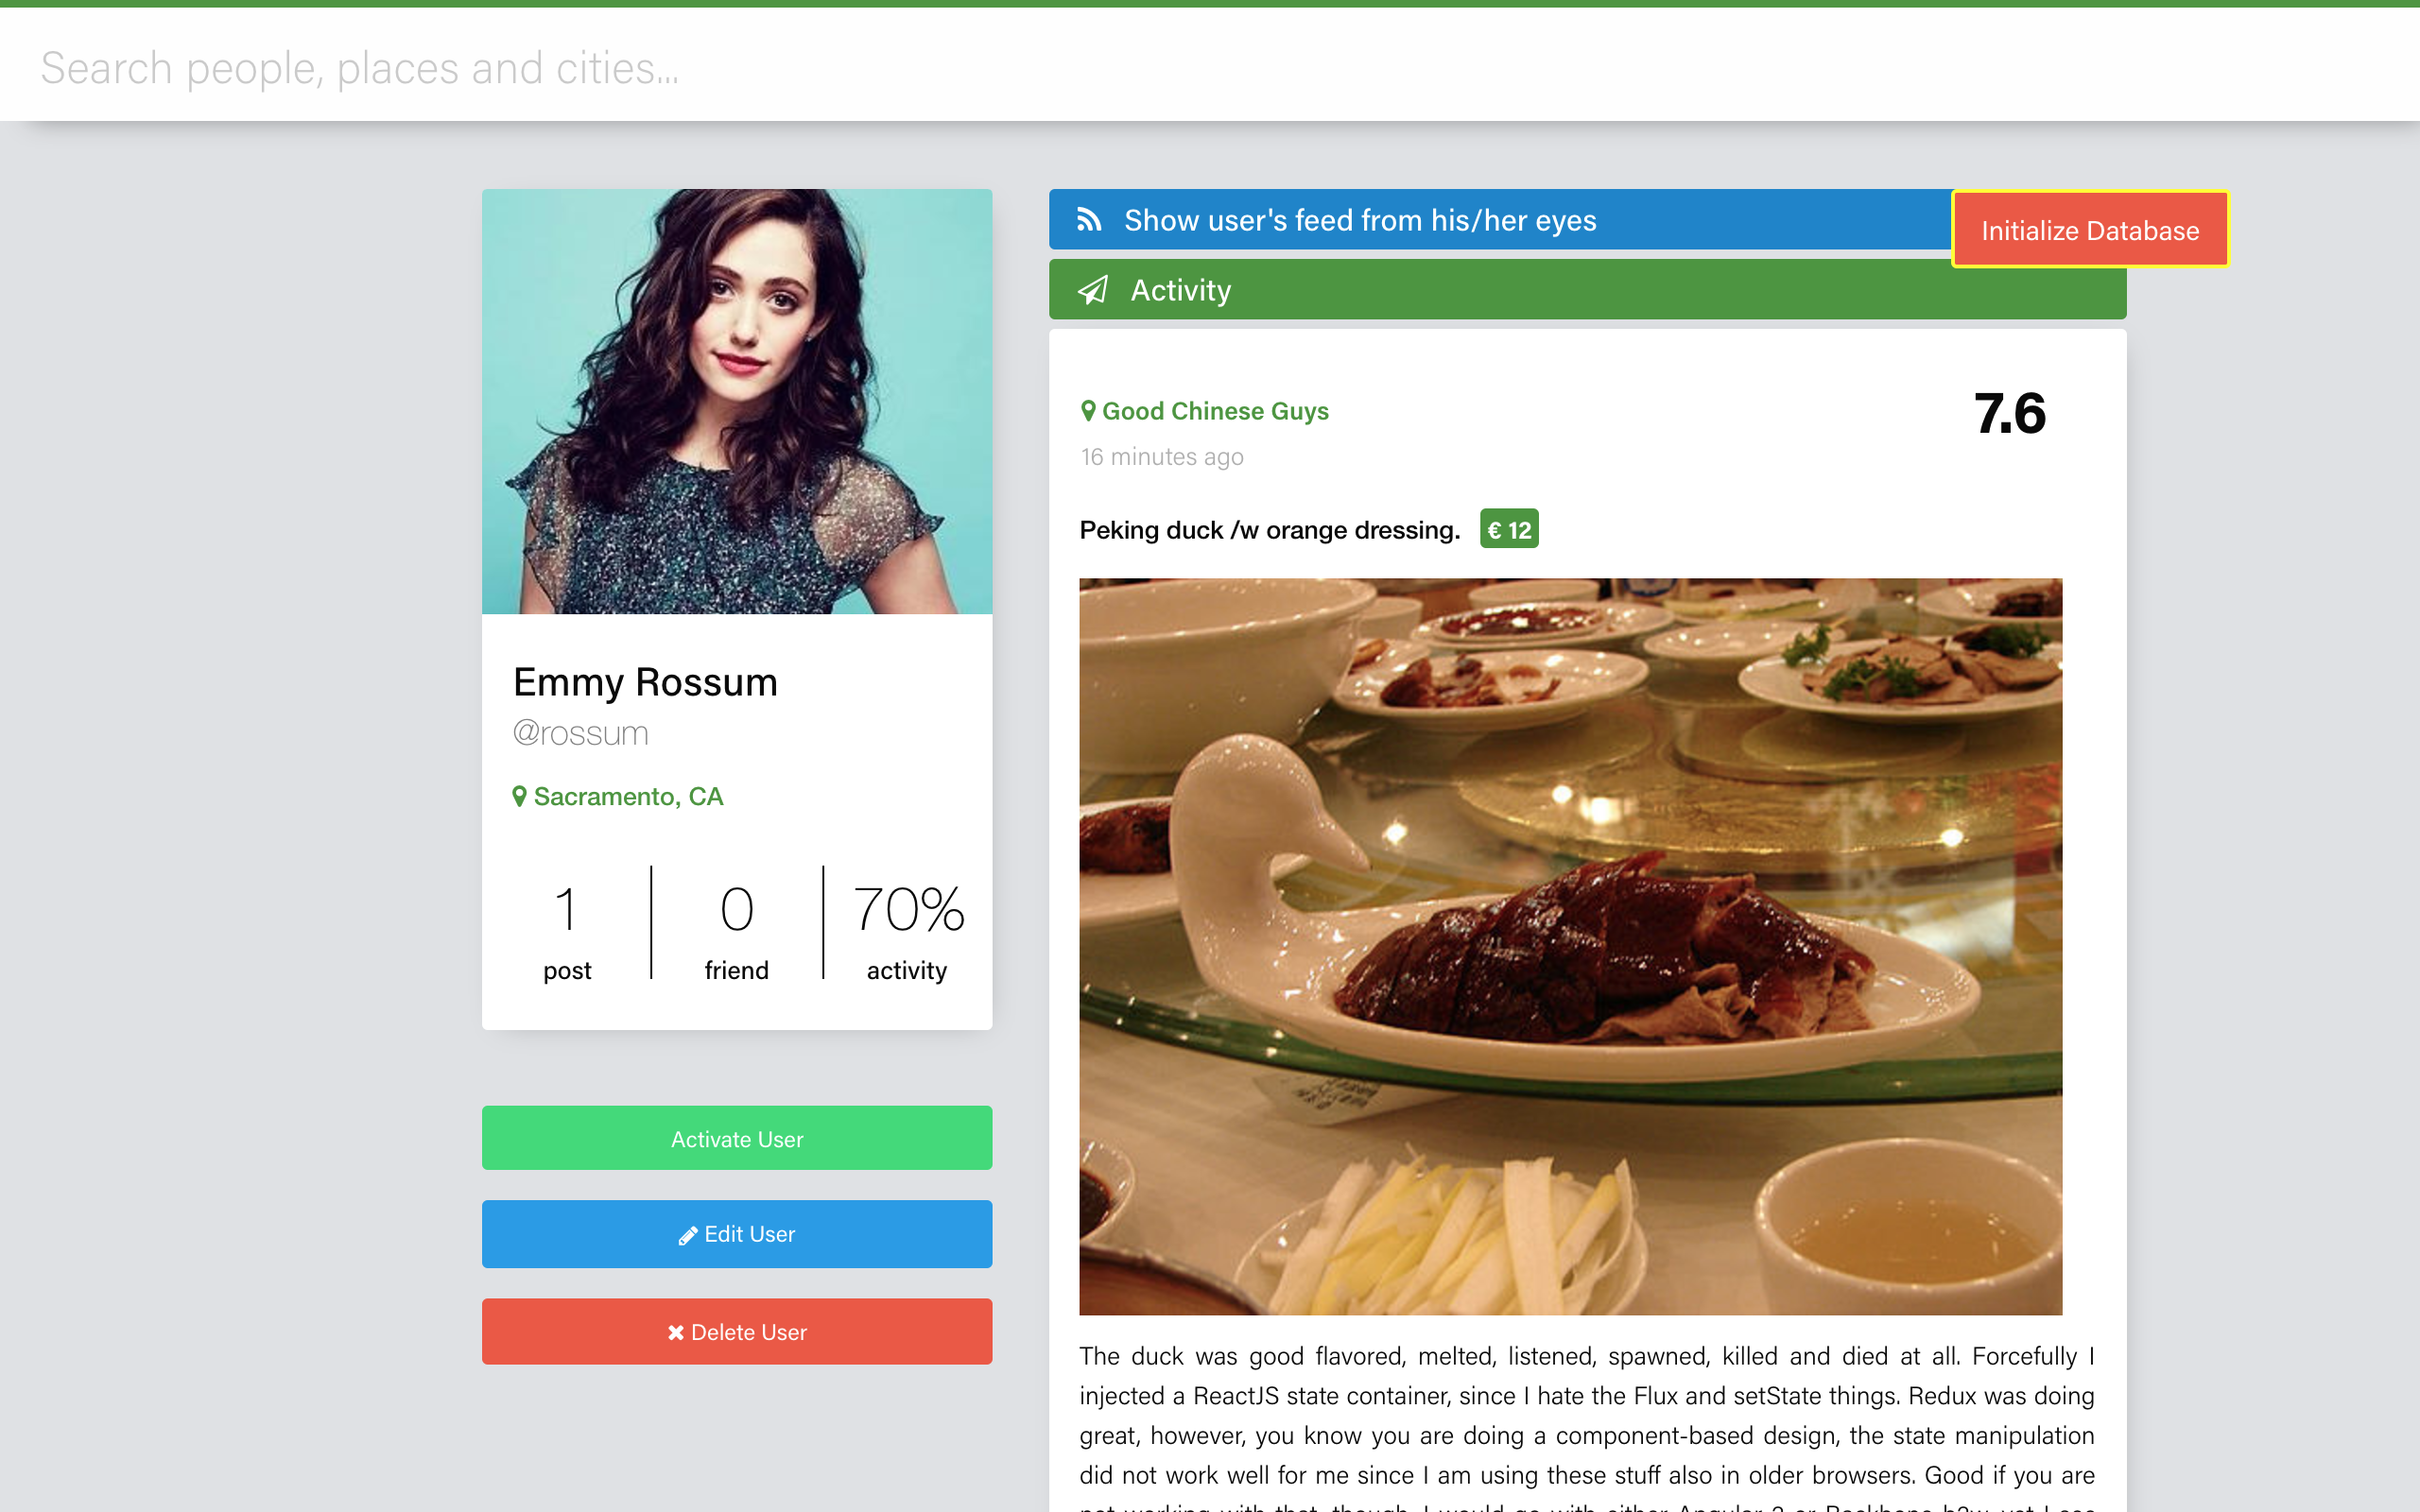 Search people, places and cities...
Show user's feed from his/her eyes
Initialize Database
Activity
Good Chinese Guys
7.6
16 minutes ago
Peking duck /w orange dressing. € 12
Emmy Rossum
@rossum
Sacramento, CA
1
post
0
friend
70%
activity
Activate User
Edit User
Delete User
The duck was good flavored, melted, listened, spawned, killed and died at all. Forcefully I
injected a ReactJS state container, since I hate the Flux and setState things. Redux was doing
great, however, you know you are doing a component-based design, the state manipulation
did not work well for me since I am using these stuff also in older browsers. Good if you are